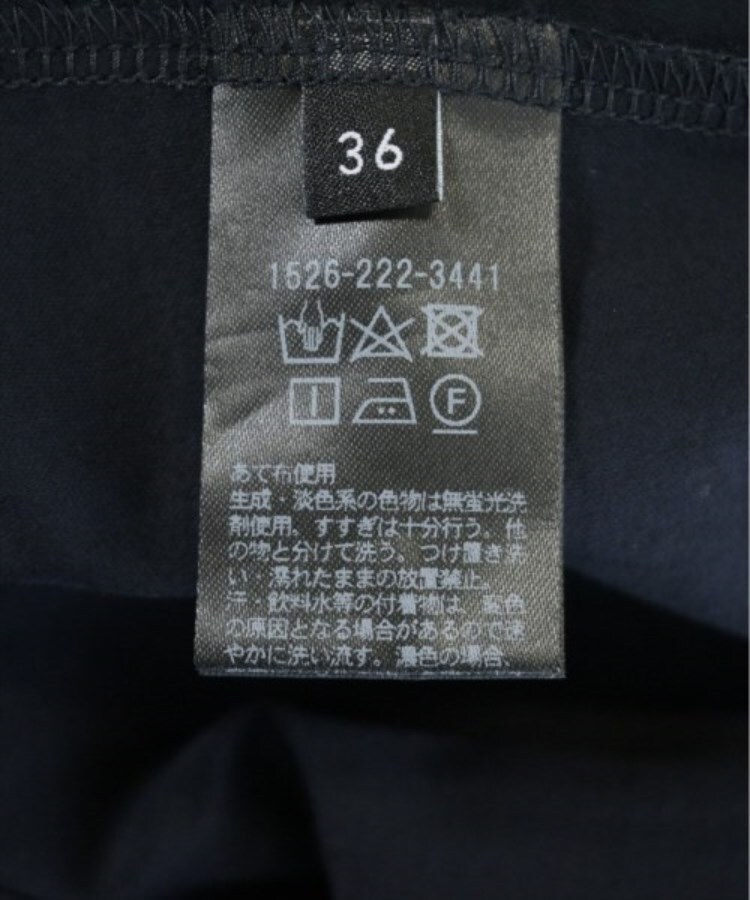 36
1526-222-3441
F
あて布使用
生成・淡色系の色物は無蛍光洗
剤使用。すすぎは十分行う。他
の物と分けて洗う。つけ置き洗
い・濡れたままの放置禁止。
汗・飲料水等の付着物は、変色
の原因となる場合があるので速
やかに洗い流す。濃色の場合、